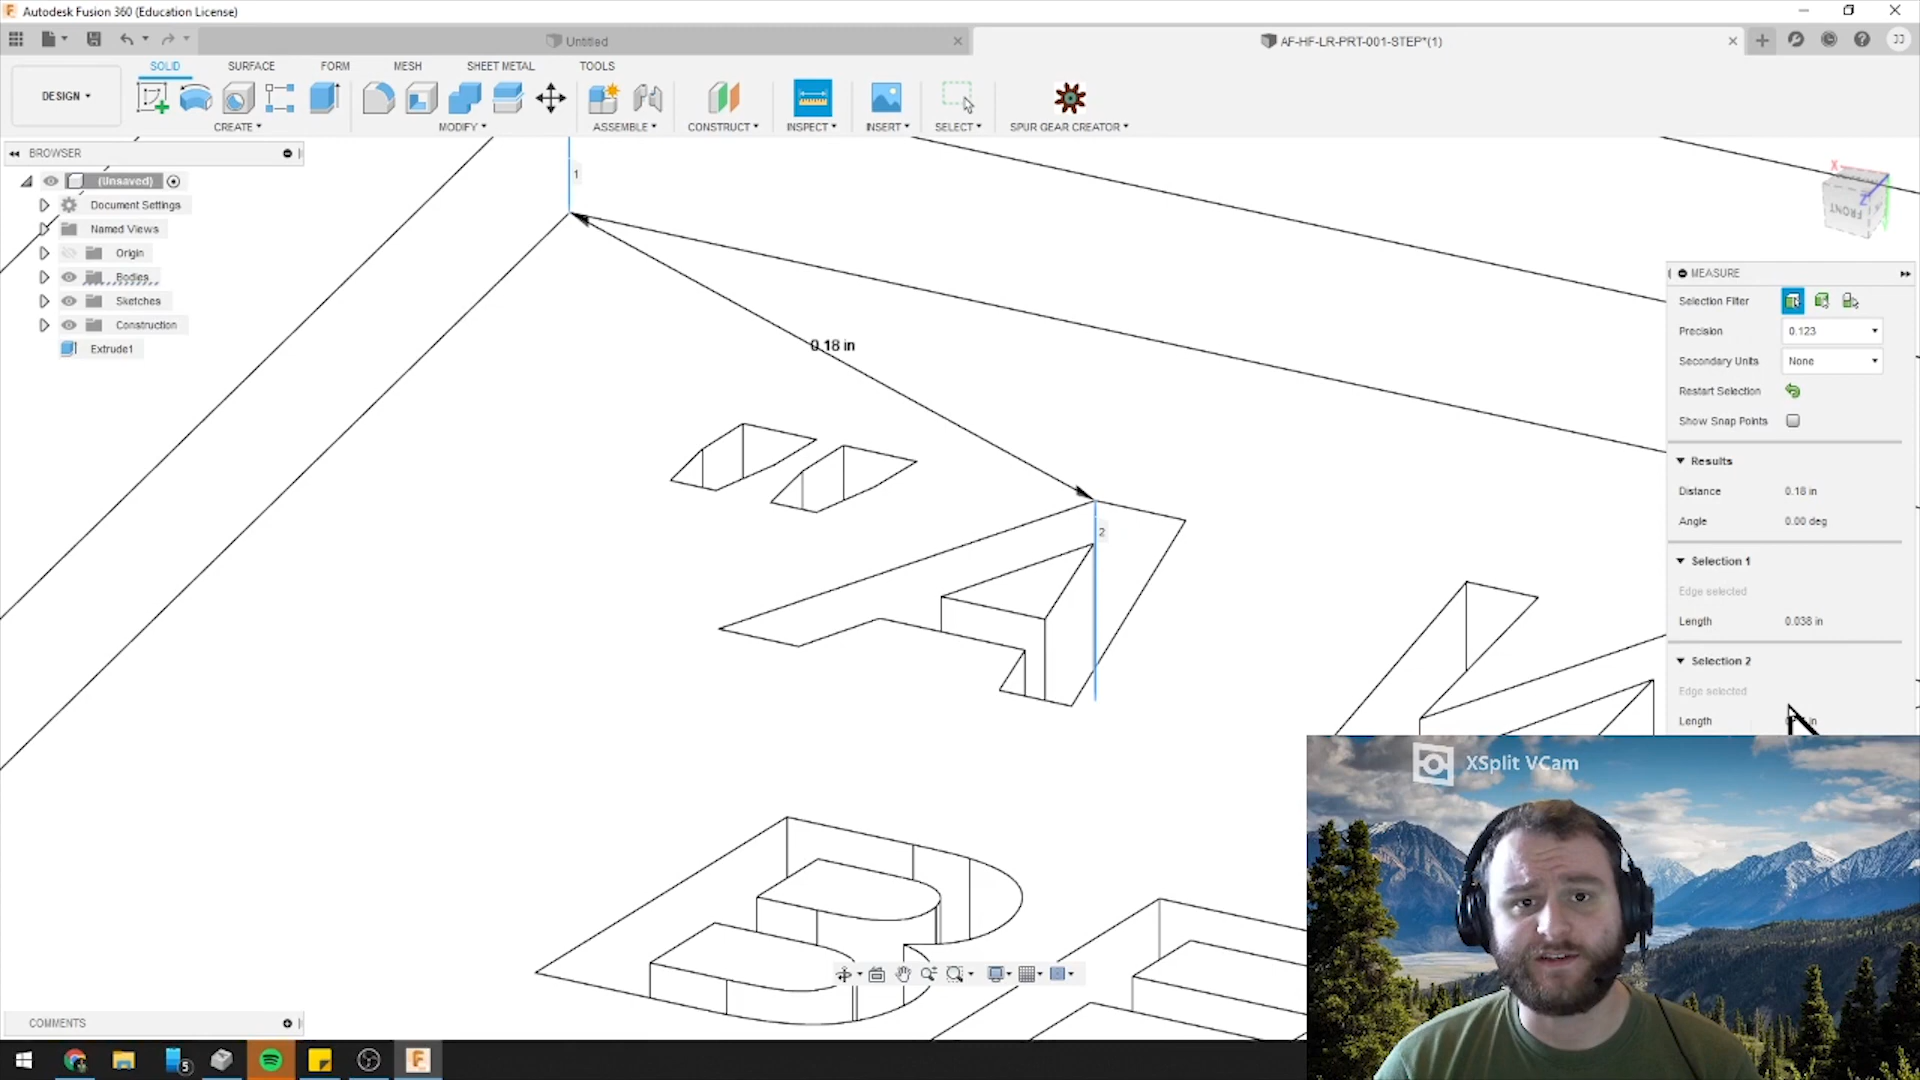 Autodesk Fusion 360 (Education License)
Untitled
AF-HF-LR-PRT-001-STEP*(1)
JJ
SOLID SURFACE FORM MESH SHEET METAL TOOLS
DESIGN
CREATE MODIFY ASSEMBLE CONSTRUCT INSPECT INSERT SELECT SPUR GEAR CREATOR
BROWSER
(Unsaved)
Document Settings
Named Views
Origin
Bodies
Sketches
Construction
Extrude1
1
0.18 in
2
X
Z
FRONT
MEASURE
Selection Filter
Precision 0.123
Secondary Units None
Restart Selection
Show Snap Points
Results
Distance 0.18 in
Angle 0.00 deg
Selection 1
Edge selected
Length 0.038 in
Selection 2
Edge selected
Length in
A
B
XSplit VCam
COMMENTS
5